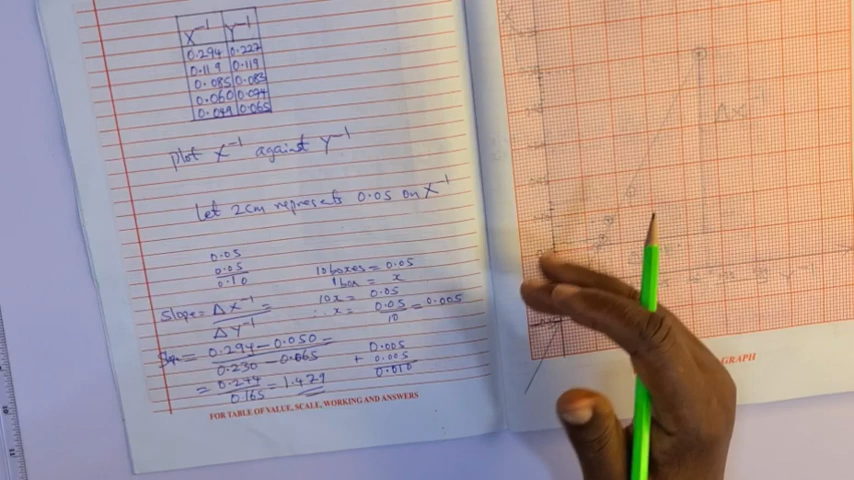 X⁻¹ Y⁻¹
0.294 0.227
0.119 0.119
0.085 0.083
0.060 0.074
0.049 0.065
plot X⁻¹ against Y⁻¹
Let 2cm represents 0.05 on X⁻¹
0.05
0.05
0.10
10 boxes = 0.05
1 box = x
10x = 0.05
∴ x = 0.05/10 = 0.005
0.005
+ 0.005
0.010
Slope = ΔX⁻¹/ΔY⁻¹ =
Slope = 0.294 - 0.050/0.230 - 0.065 =
= 0.244/0.165 = 1.479
FOR TABLE OF VALUE, SCALE, WORKING AND ANSWERS
ΔX⁻¹
GRAPH